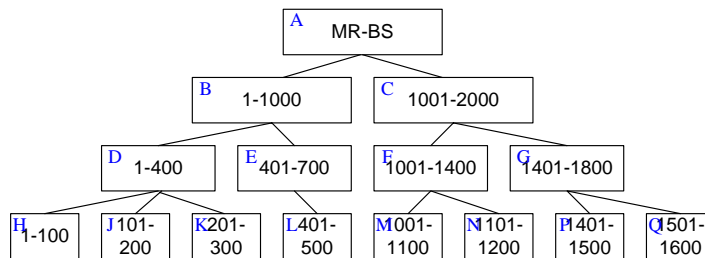 A
MR-BS
B
1-1000
C
1001-2000
D
1-400
E
401-700
F
1001-1400
G
1401-1800
H
1-100
J
101-
200
K
201-
300
L
401-
500
M
1001-
1100
N
1101-
1200
P
1401-
1500
Q
1501-
1600